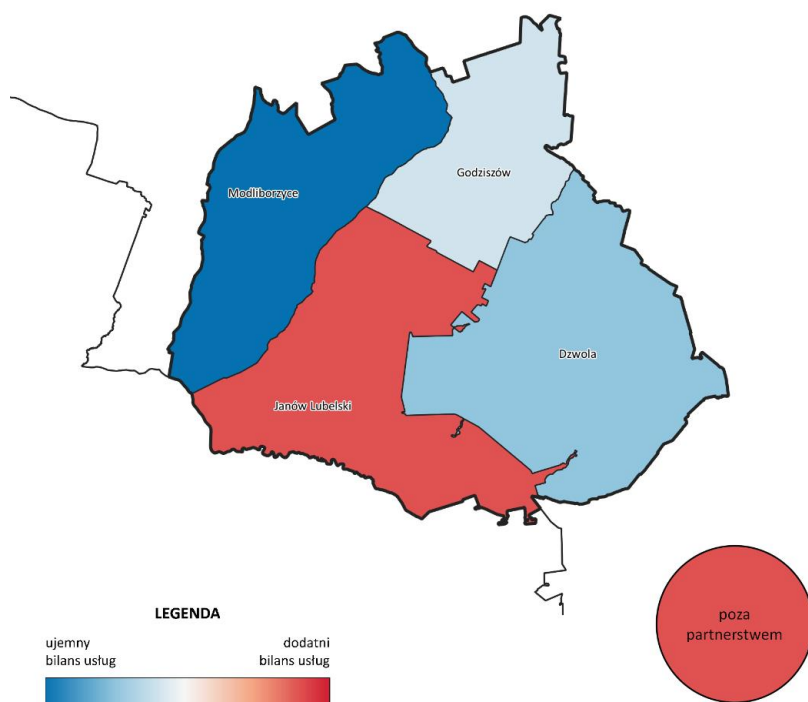 Modliborzyce
Godziszów
Dzwola
Janów Lubelski
LEGENDA
ujemny
bilans usług
dodatni
bilans usług
poza
partnerstwem